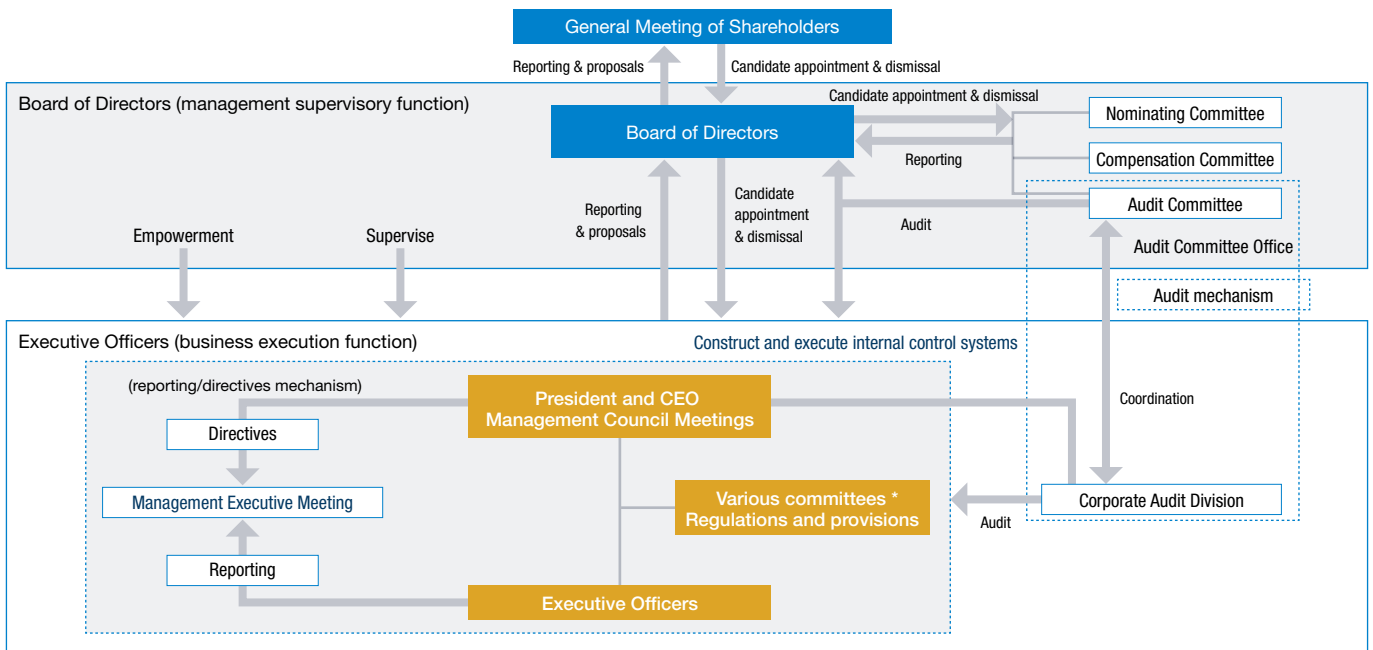 General Meeting of Shareholders
Reporting & proposals
Candidate appointment & dismissal
Board of Directors (management supervisory function)
Candidate appointment & dismissal
Board of Directors
Reporting
Nominating Committee
Compensation Committee
Audit Committee
Reporting
& proposals
Candidate
appointment
& dismissal
Audit
Empowerment
Supervise
Audit Committee Office
Audit mechanism
Executive Officers (business execution function)
Construct and execute internal control systems
(reporting/directives mechanism)
President and CEO
Management Council Meetings
Directives
Coordination
Management Executive Meeting
Various committees *
Regulations and provisions
Audit
Corporate Audit Division
Reporting
Executive Officers